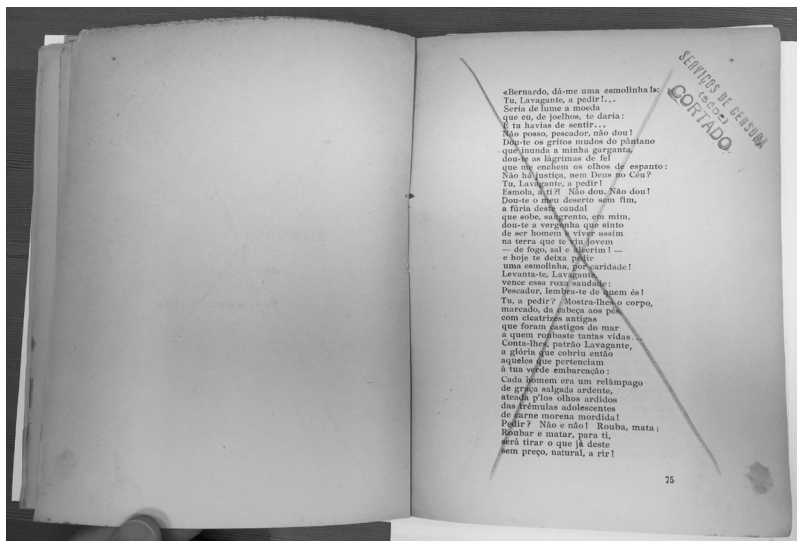 SERVIÇOS DE CENSURA
CORTADO
«Bernardo, dá-me uma esmolinha!»:
Tu, Lavagante, a pedir!...
Seria de lume a moeda
que eu, de joelhos, te daria:
E tu havias de sentir...
Não posso, pescador, não dou!
Dou-te os gritos mudos do pântano
que inunda a minha garganta,
dou-te as lágrimas de fel
que me enchem os olhos de espanto:
Não há justiça, nem Deus no Céu?
Tu, Lavagante, a pedir!
Esmola, a ti?! Não dou. Não dou!
Dou-te o meu deserto sem fim,
a fúria deste caudal
que sobe, sangrento, em mim,
dou-te a vergonha que sinto
de ser homem e viver assim
na terra que te viu jovem
— de fogo, sal e alecrim! —
e hoje te deixa pedir
uma esmolinha, por caridade!
Levanta-te, Lavagante,
vence essa roxa saudade:
Pescador, lembra-te de quem és!
Tu, a pedir? Mostra-lhes o corpo,
marcado, da cabeça aos pés,
com cicatrizes antigas
que foram castigos do mar
a quem roubaste tantas vidas...
Conta-lhes, patrão Lavagante,
a glória que cobriu então
aqueles que pertenciam
à tua verde embarcação:
Cada homem era um relâmpago
de graça salgada ardente,
ateada p'los olhos ardidos
das trémulas adolescentes
de carne morena mordida!
Pedir? Não e não! Rouba, mata:
Roubar e matar, para ti,
será tirar o que já deste
sem preço, natural, a rir!
75